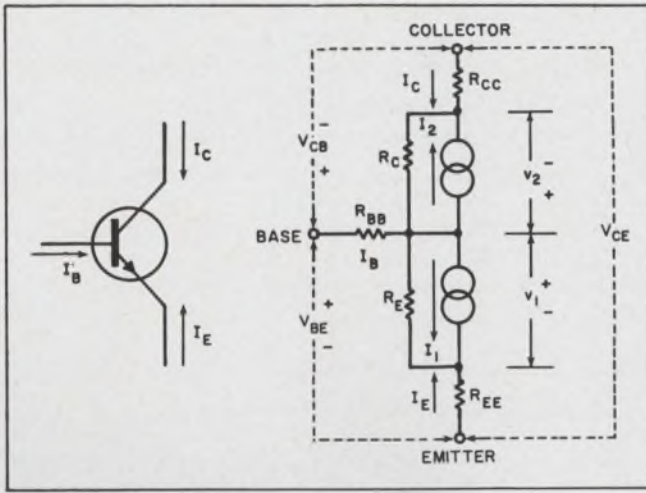 COLLECTOR
I_C
R_CC
I_C
I_2
V_CB
−
+
R_C
v_2
−
+
R_BB
BASE
I_B
V_CE
I_B
V_BE
+
−
R_E
v_1
+
−
I_1
I_E
I_E
R_EE
EMITTER